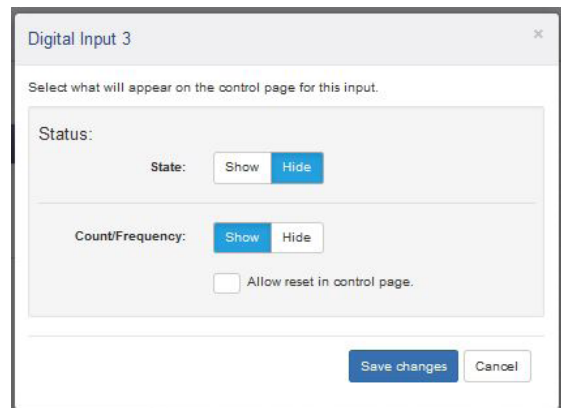 Digital Input 3
×
Select what will appear on the control page for this input.
Status:
State: Show Hide
Count/Frequency: Show Hide
Allow reset in control page.
Save changes Cancel